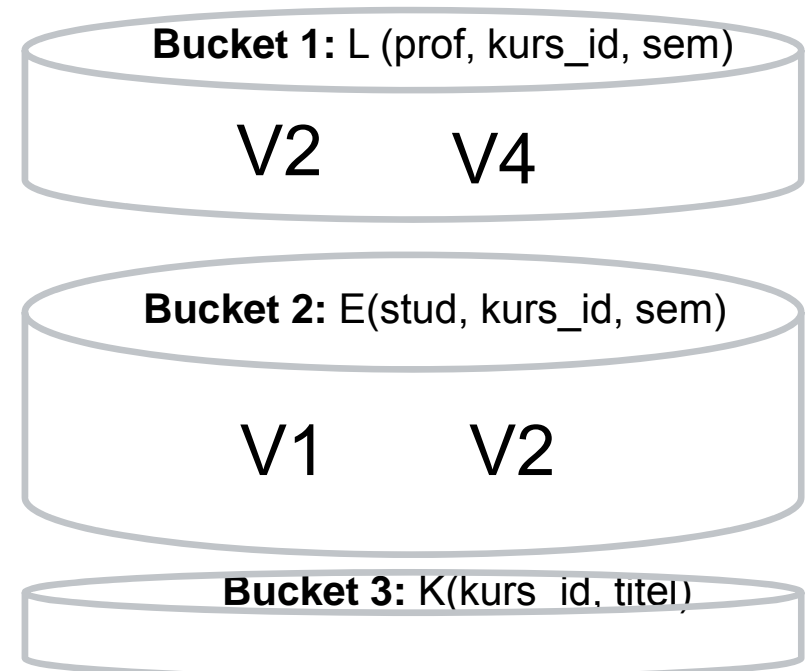 Bucket 1: L (prof, kurs_id, sem)
V2 V4
Bucket 2: E(stud, kurs_id, sem)
V1 V2
Bucket 3: K(kurs_id, titel)